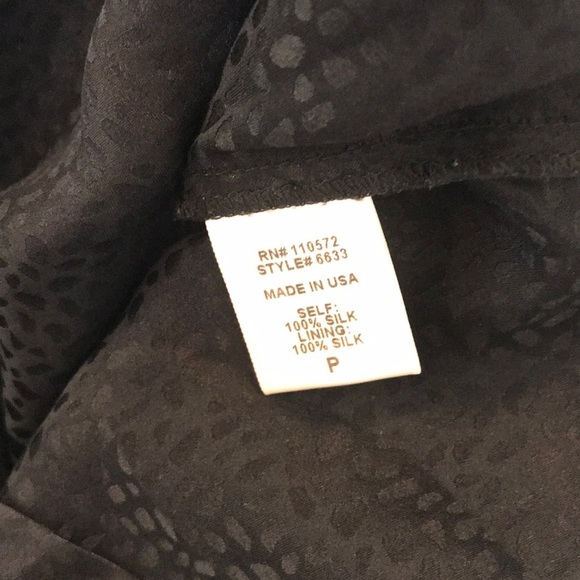 RN# 110572
STYLE# 6633
MADE IN USA
SELF:
100% SILK
LINING:
100% SILK
P